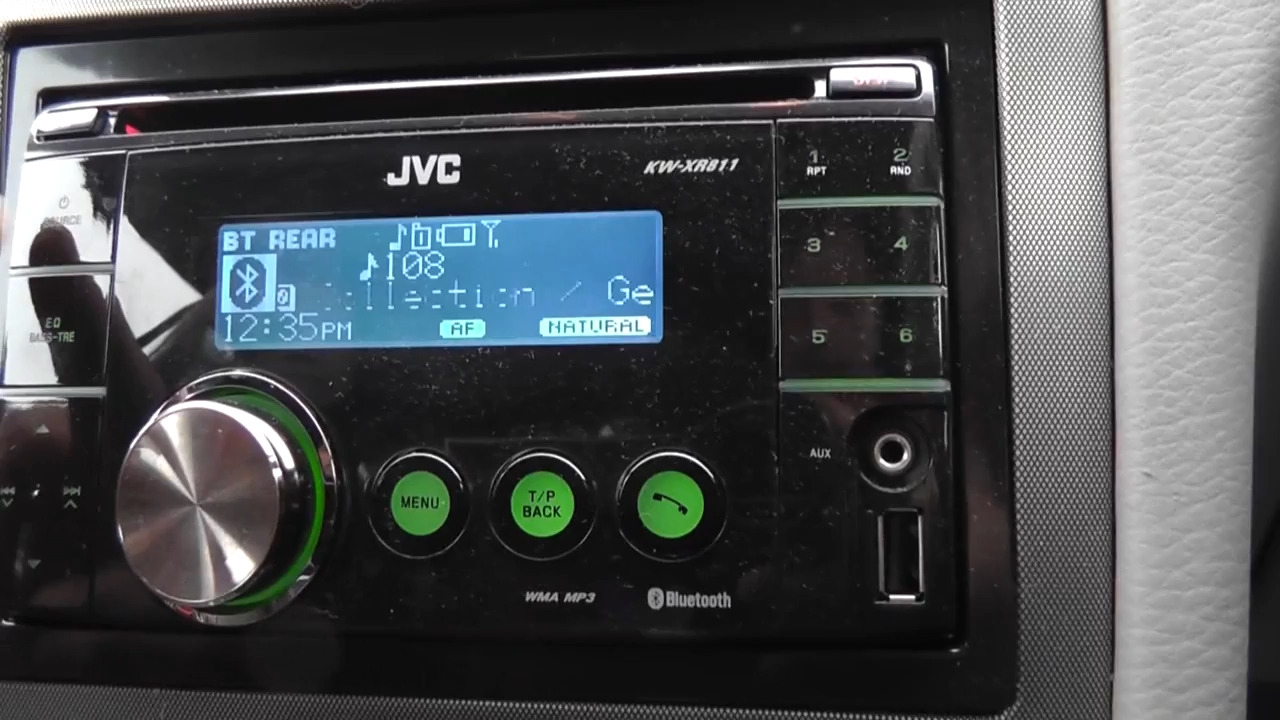 JVC
KW-XR811
1
RPT
2
RND
SOURCE
BT REAR
108
3
4
Collection / Ge
EQ
BASS-TRE
12:35PM
AF
NATURAL
5
6
AUX
MENU
T/P
BACK
WMA MP3
Bluetooth